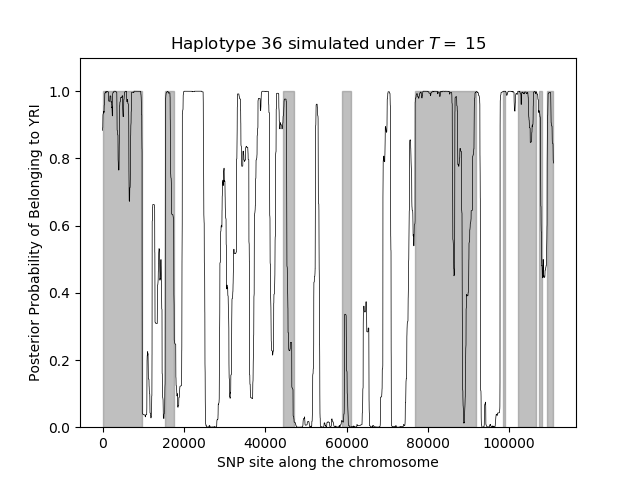 Haplotype 36 simulated under T = 15
Posterior Probability of Belonging to YRI
1.0
0.8
0.6
0.4
0.2
0.0
0 20000 40000 60000 80000 100000
SNP site along the chromosome